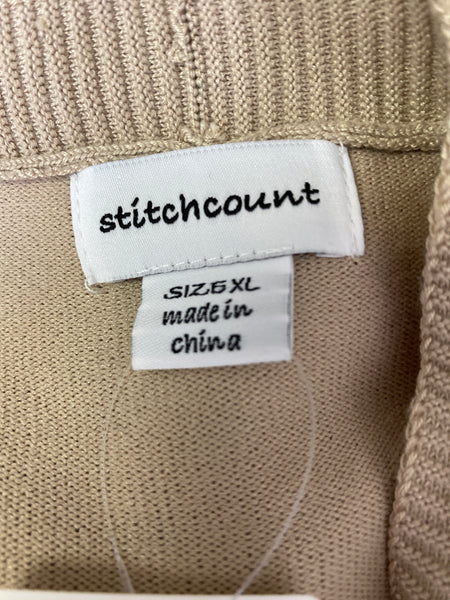 stitchcount
SIZE XL
made in
china